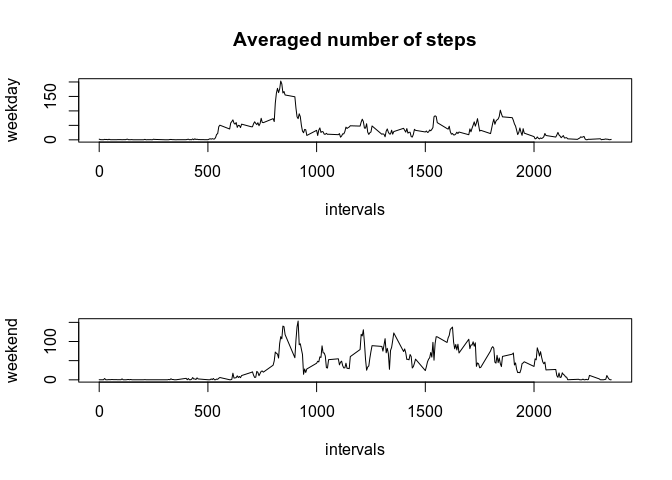 Averaged number of steps
weekday
150
0
0 500 1000 1500 2000
intervals
weekend
100
0
0 500 1000 1500 2000
intervals